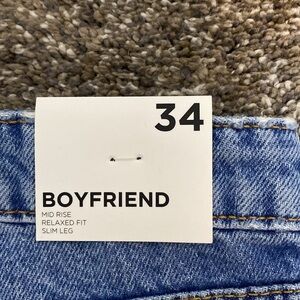 34
BOYFRIEND
MID RISE
RELAXED FIT
SLIM LEG